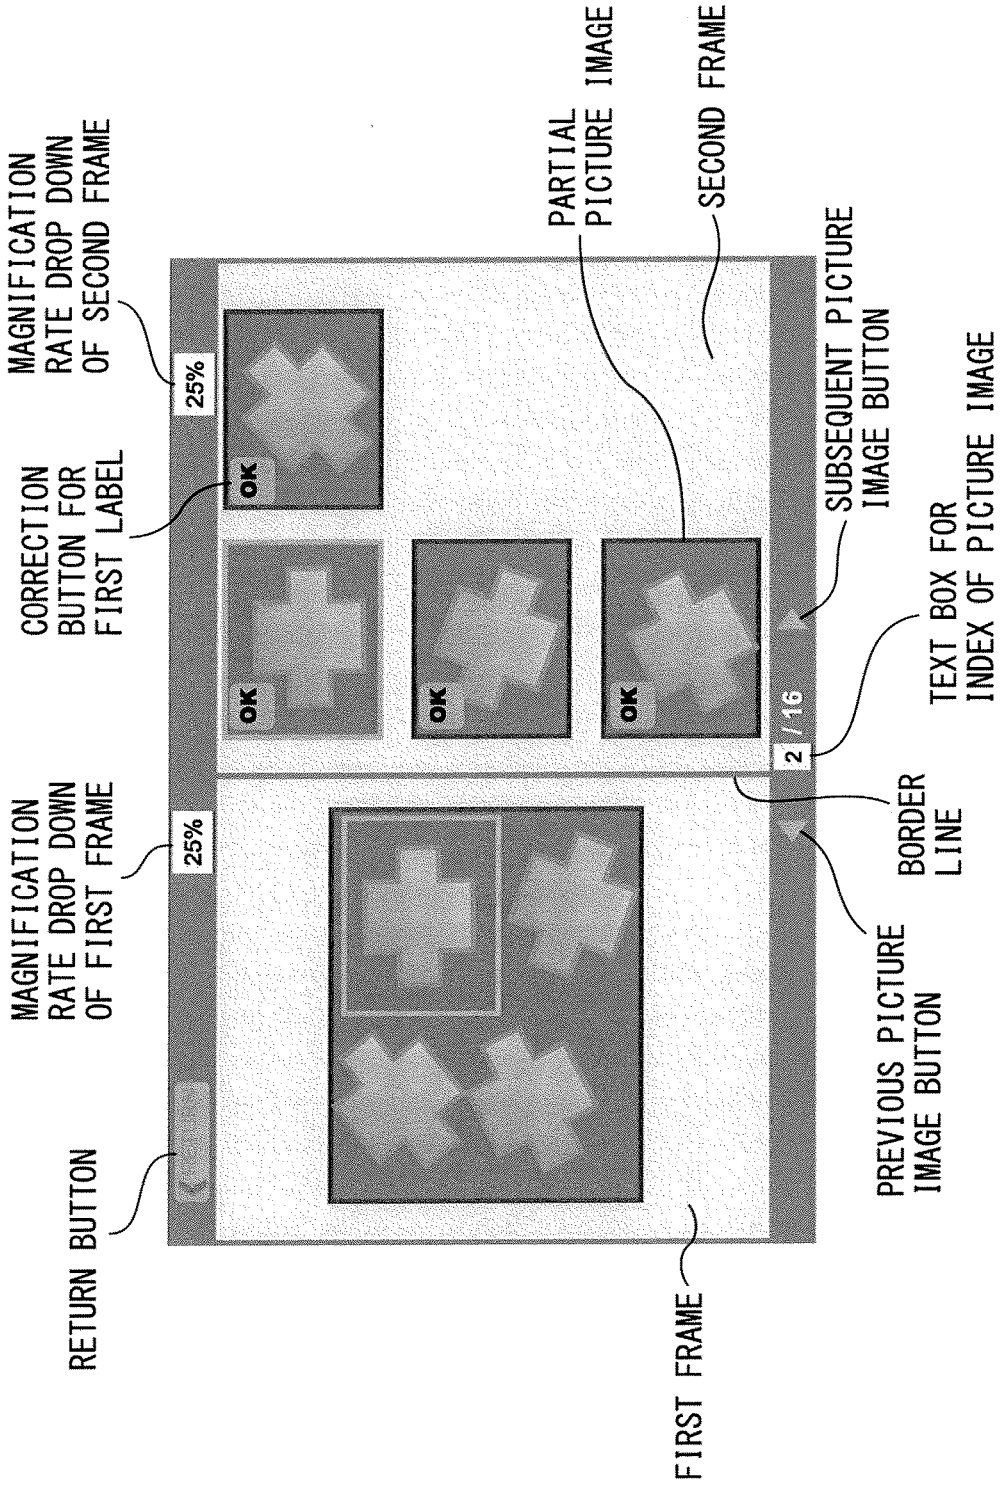 RETURN BUTTON
MAGNIFICATION
RATE DROP DOWN
OF FIRST FRAME
CORRECTION
BUTTON FOR
FIRST LABEL
MAGNIFICATION
RATE DROP DOWN
OF SECOND FRAME
25%
25%
OK
OK
OK
OK
PARTIAL
PICTURE IMAGE
SECOND FRAME
FIRST FRAME
2 / 16
PREVIOUS PICTURE
IMAGE BUTTON
BORDER
LINE
TEXT BOX FOR
INDEX OF PICTURE IMAGE
SUBSEQUENT PICTURE
IMAGE BUTTON